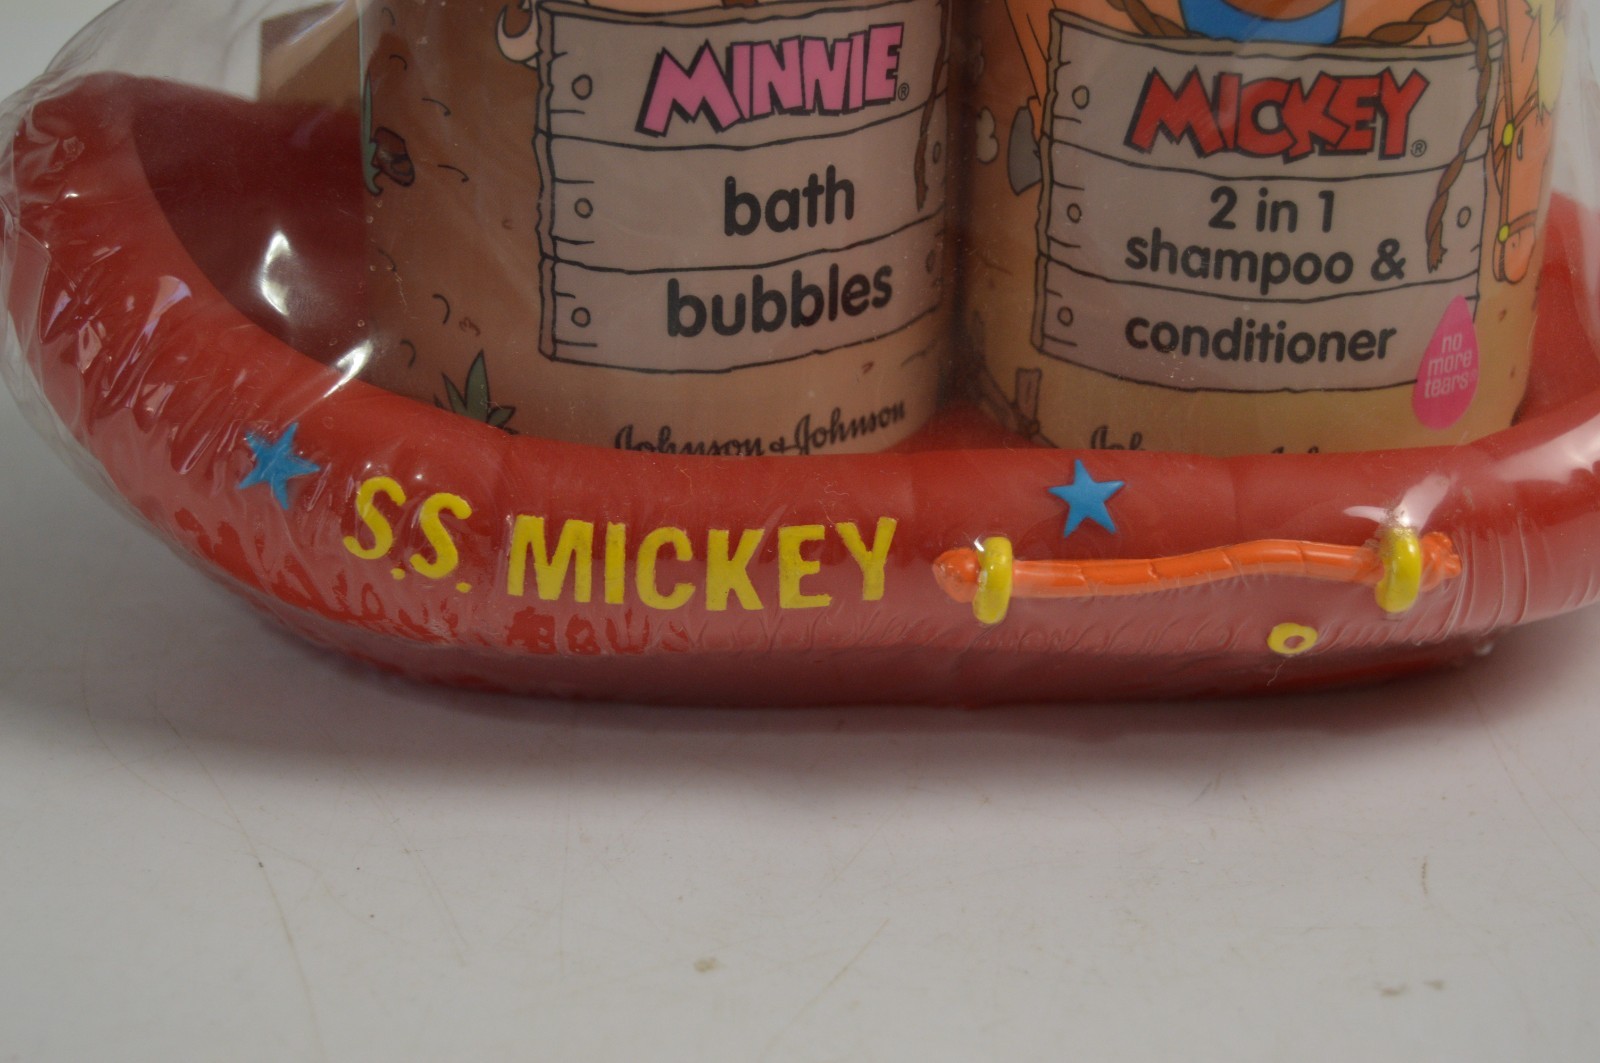 MINNIE®
bath
bubbles
Johnson & Johnson
MICKEY®
2 in 1
shampoo &
conditioner
no
more
tears®
S.S. MICKEY